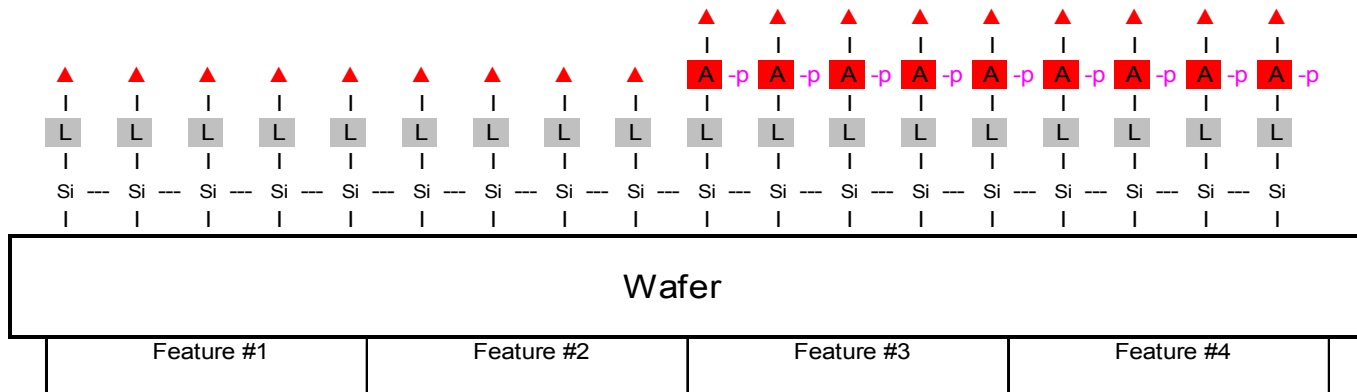 I I I I I I I I I
A -p A -p A -p A -p A -p A -p A -p A -p A -p
I I I I I I I I I I I I I I I I I I
L L L L L L L L L L L L L L L L L L
I I I I I I I I I I I I I I I I I I
Si --- Si --- Si --- Si --- Si --- Si --- Si --- Si --- Si --- Si --- Si --- Si --- Si --- Si --- Si --- Si --- Si --- Si
I I I I I I I I I I I I I I I I I I
Wafer
Feature #1 Feature #2 Feature #3 Feature #4